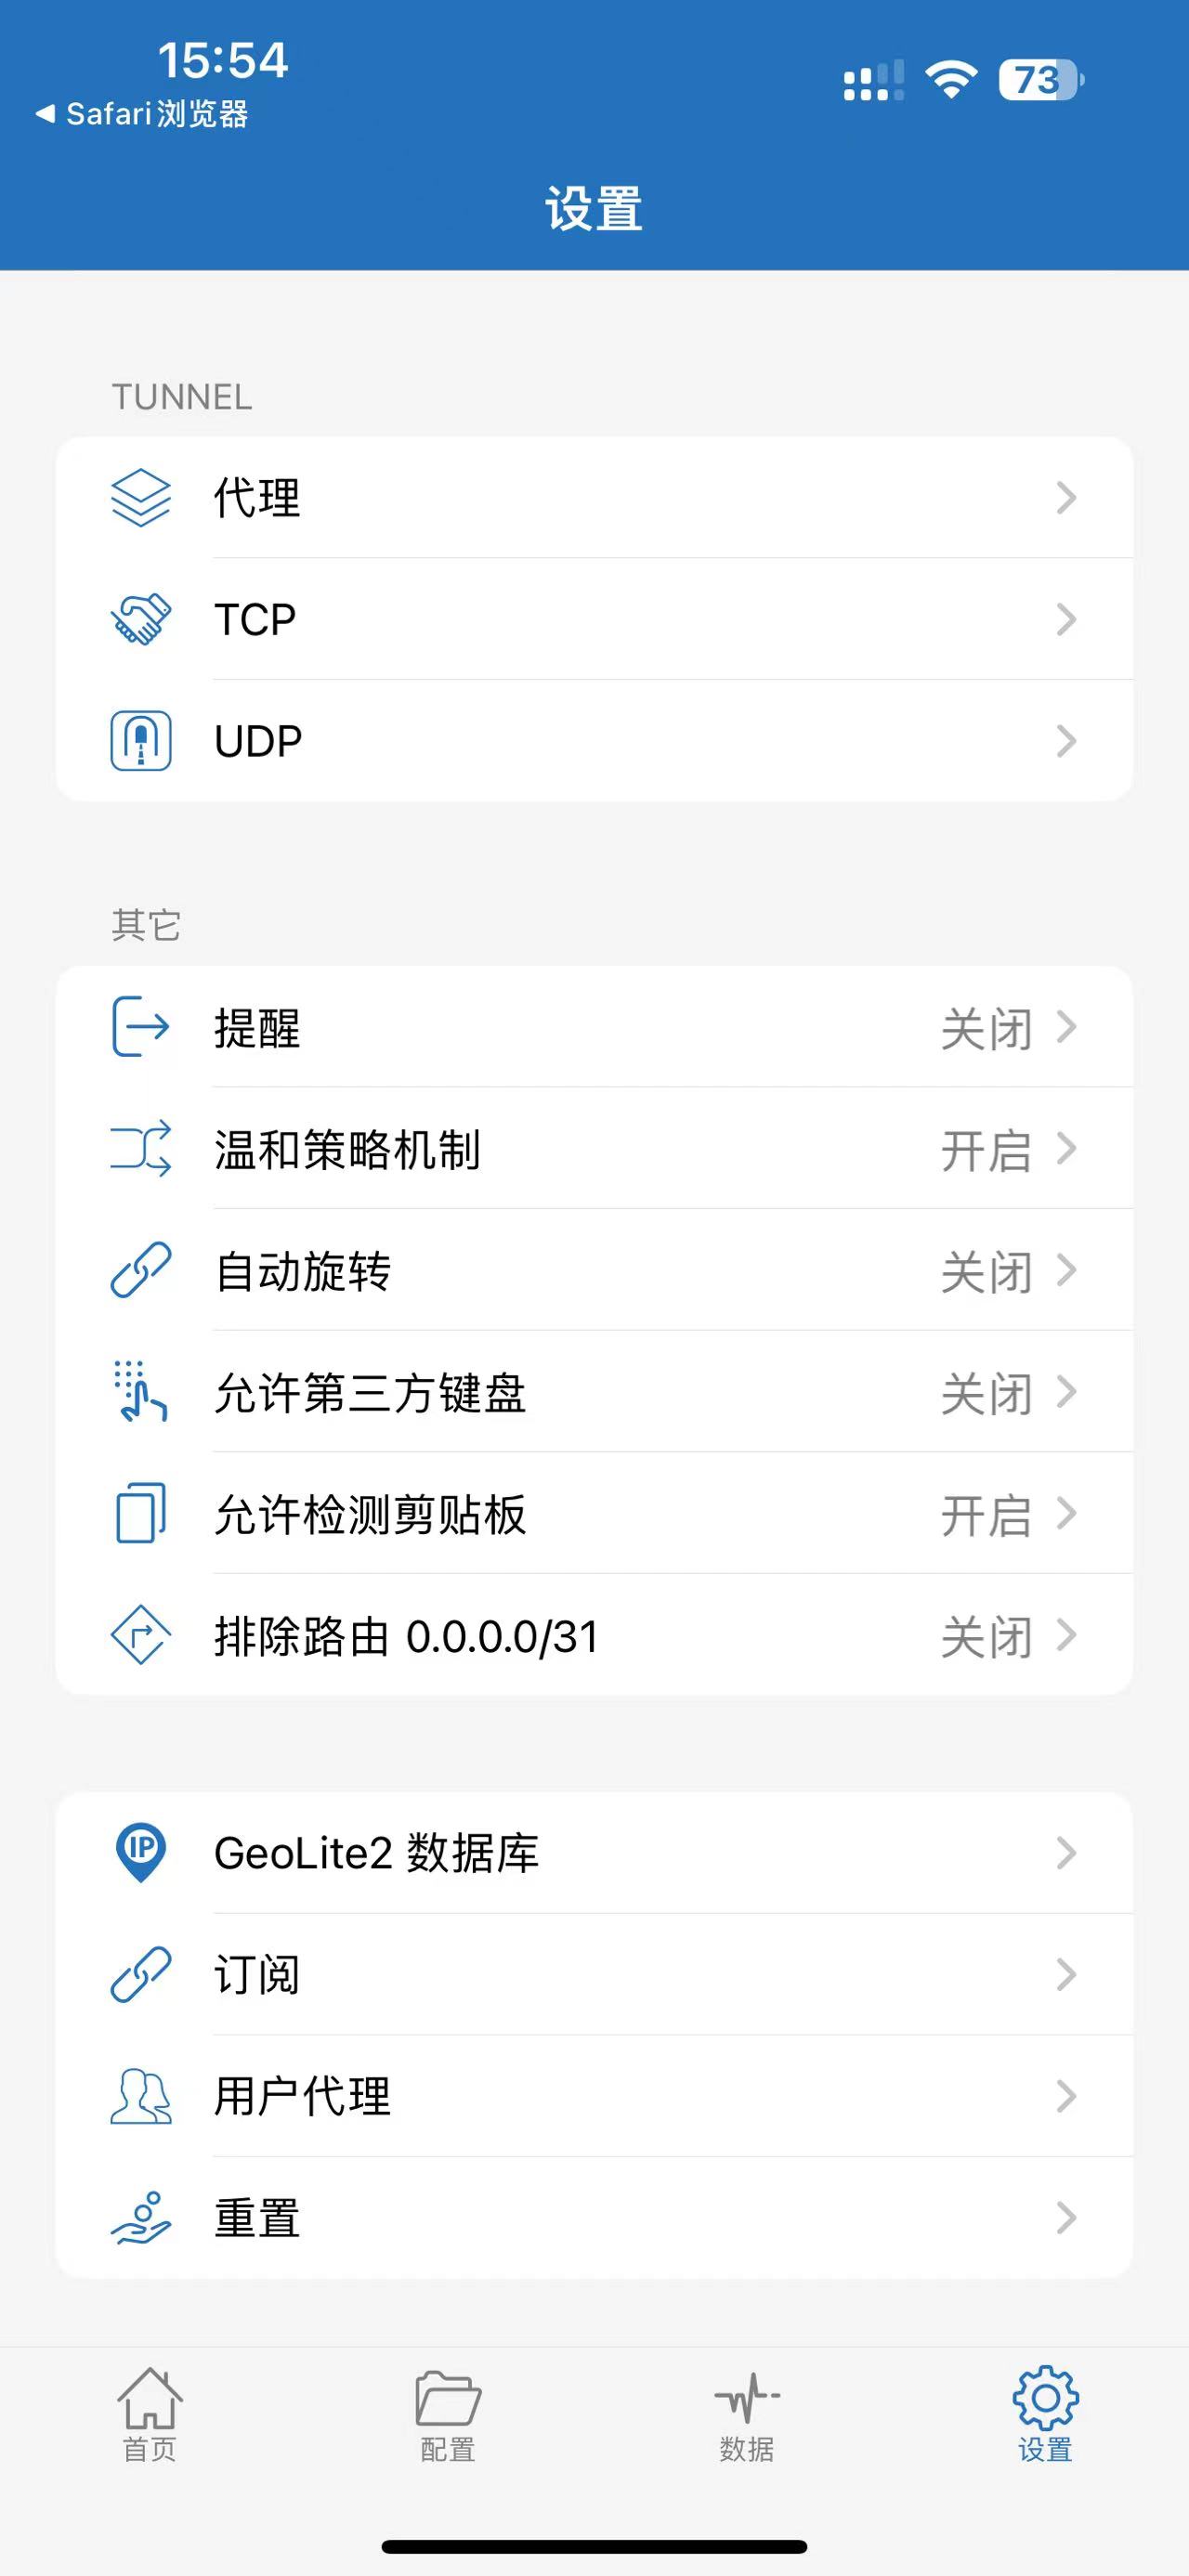 15:54
73
◀ Safari浏览器
设置
TUNNEL
代理
TCP
UDP
其它
提醒 关闭
温和策略机制 开启
自动旋转 关闭
允许第三方键盘 关闭
允许检测剪贴板 开启
排除路由 0.0.0.0/31 关闭
IP GeoLite2 数据库
订阅
用户代理
重置
首页 配置 数据 设置